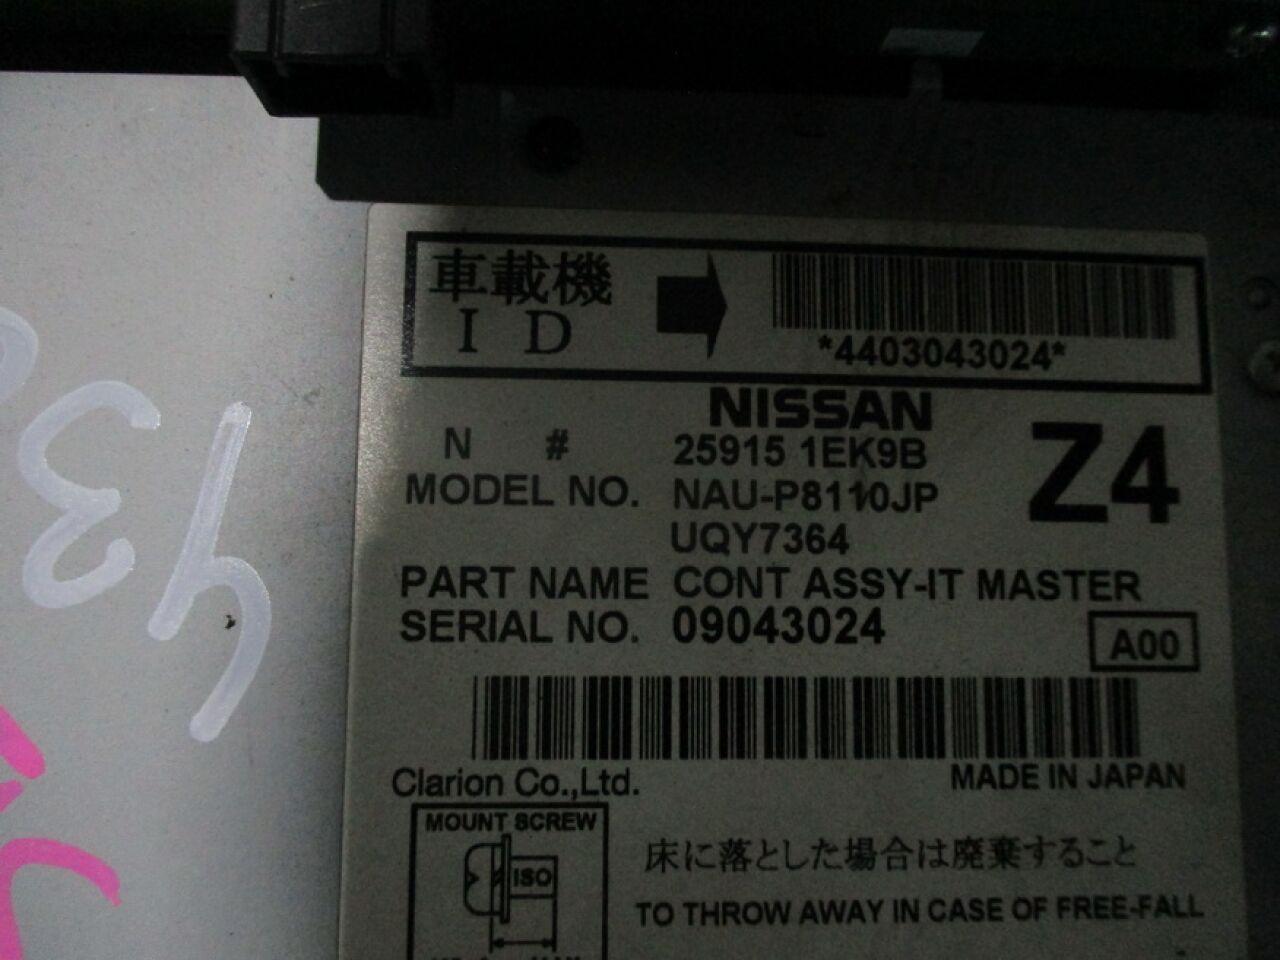 車載機
I D
*4403043024*
NISSAN
N # 25915 1EK9B
Z4
MODEL NO. NAU-P8110JP
UQY7364
PART NAME CONT ASSY-IT MASTER
SERIAL NO. 09043024
A00
Clarion Co.,Ltd. MADE IN JAPAN
MOUNT SCREW
ISO
床に落とした場合は廃棄すること
TO THROW AWAY IN CASE OF FREE-FALL